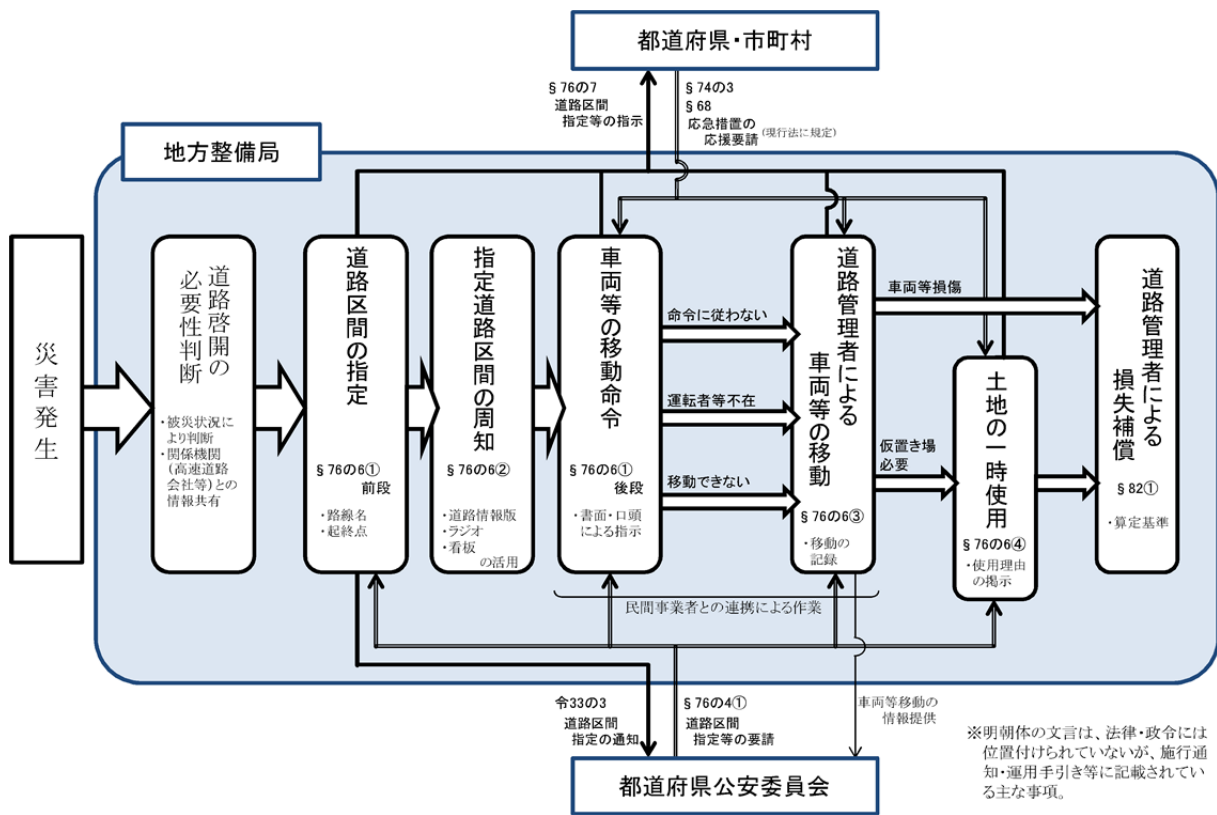 都道府県・市町村
§76の7
道路区間
指定等の指示
§74の3
§68
応急措置の
応援要請
(現行法に規定)
地方整備局
災害発生
道路啓開の
必要性判断
・被災状況に
より判断
・関係機関
(高速道路
会社等)との
情報共有
道路区間の指定
§76の6①
前段
・路線名
・起終点
指定道路区間の周知
§76の6②
・道路情報版
・ラジオ
・看板
の活用
車両等の移動命令
§76の6①
後段
・書面・口頭
による指示
命令に従わない
運転者等不在
移動できない
道路管理者による
車両等の移動
§76の6③
・移動の
記録
車両等損傷
仮置き場
必要
土地の一時使用
§76の6④
・使用理由
の掲示
道路管理者による
損失補償
§82①
・算定基準
民間事業者との連携による作業
令33の3
道路区間
指定の通知
§76の4①
道路区間
指定等の要請
車両等移動の
情報提供
都道府県公安委員会
※明朝体の文言は、法律・政令には
位置付けられていないが、施行通
知・運用手引き等に記載されてい
る主な事項。